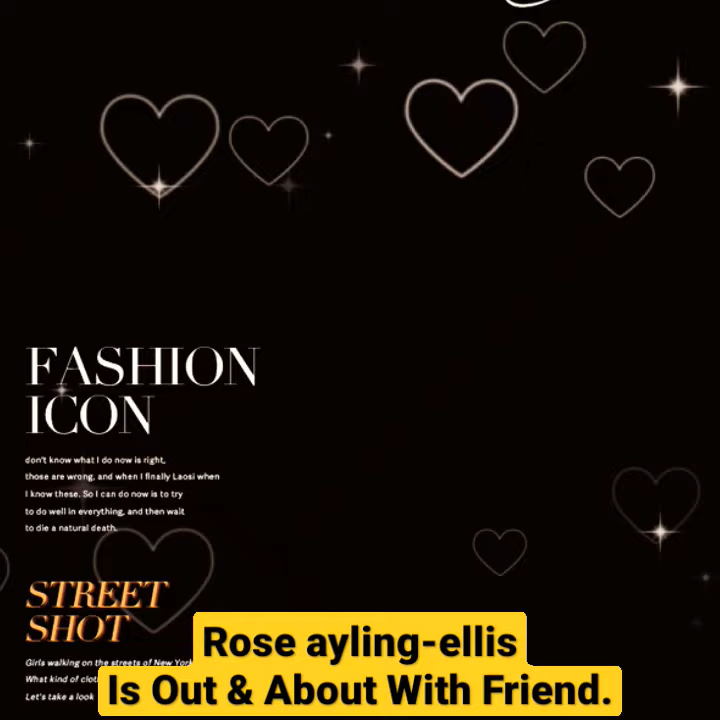 FASHION
ICON
don't know what I do now is right,
those are wrong, and when I finally Laosi when
I know these. So I can do now is to try
to do well in everything, and then wait
to die a natural death.
STREET
SHOT
Girls walking on the streets of New York
What kind of
Let's take a look
Rose ayling-ellis
Is Out & About With Friend.